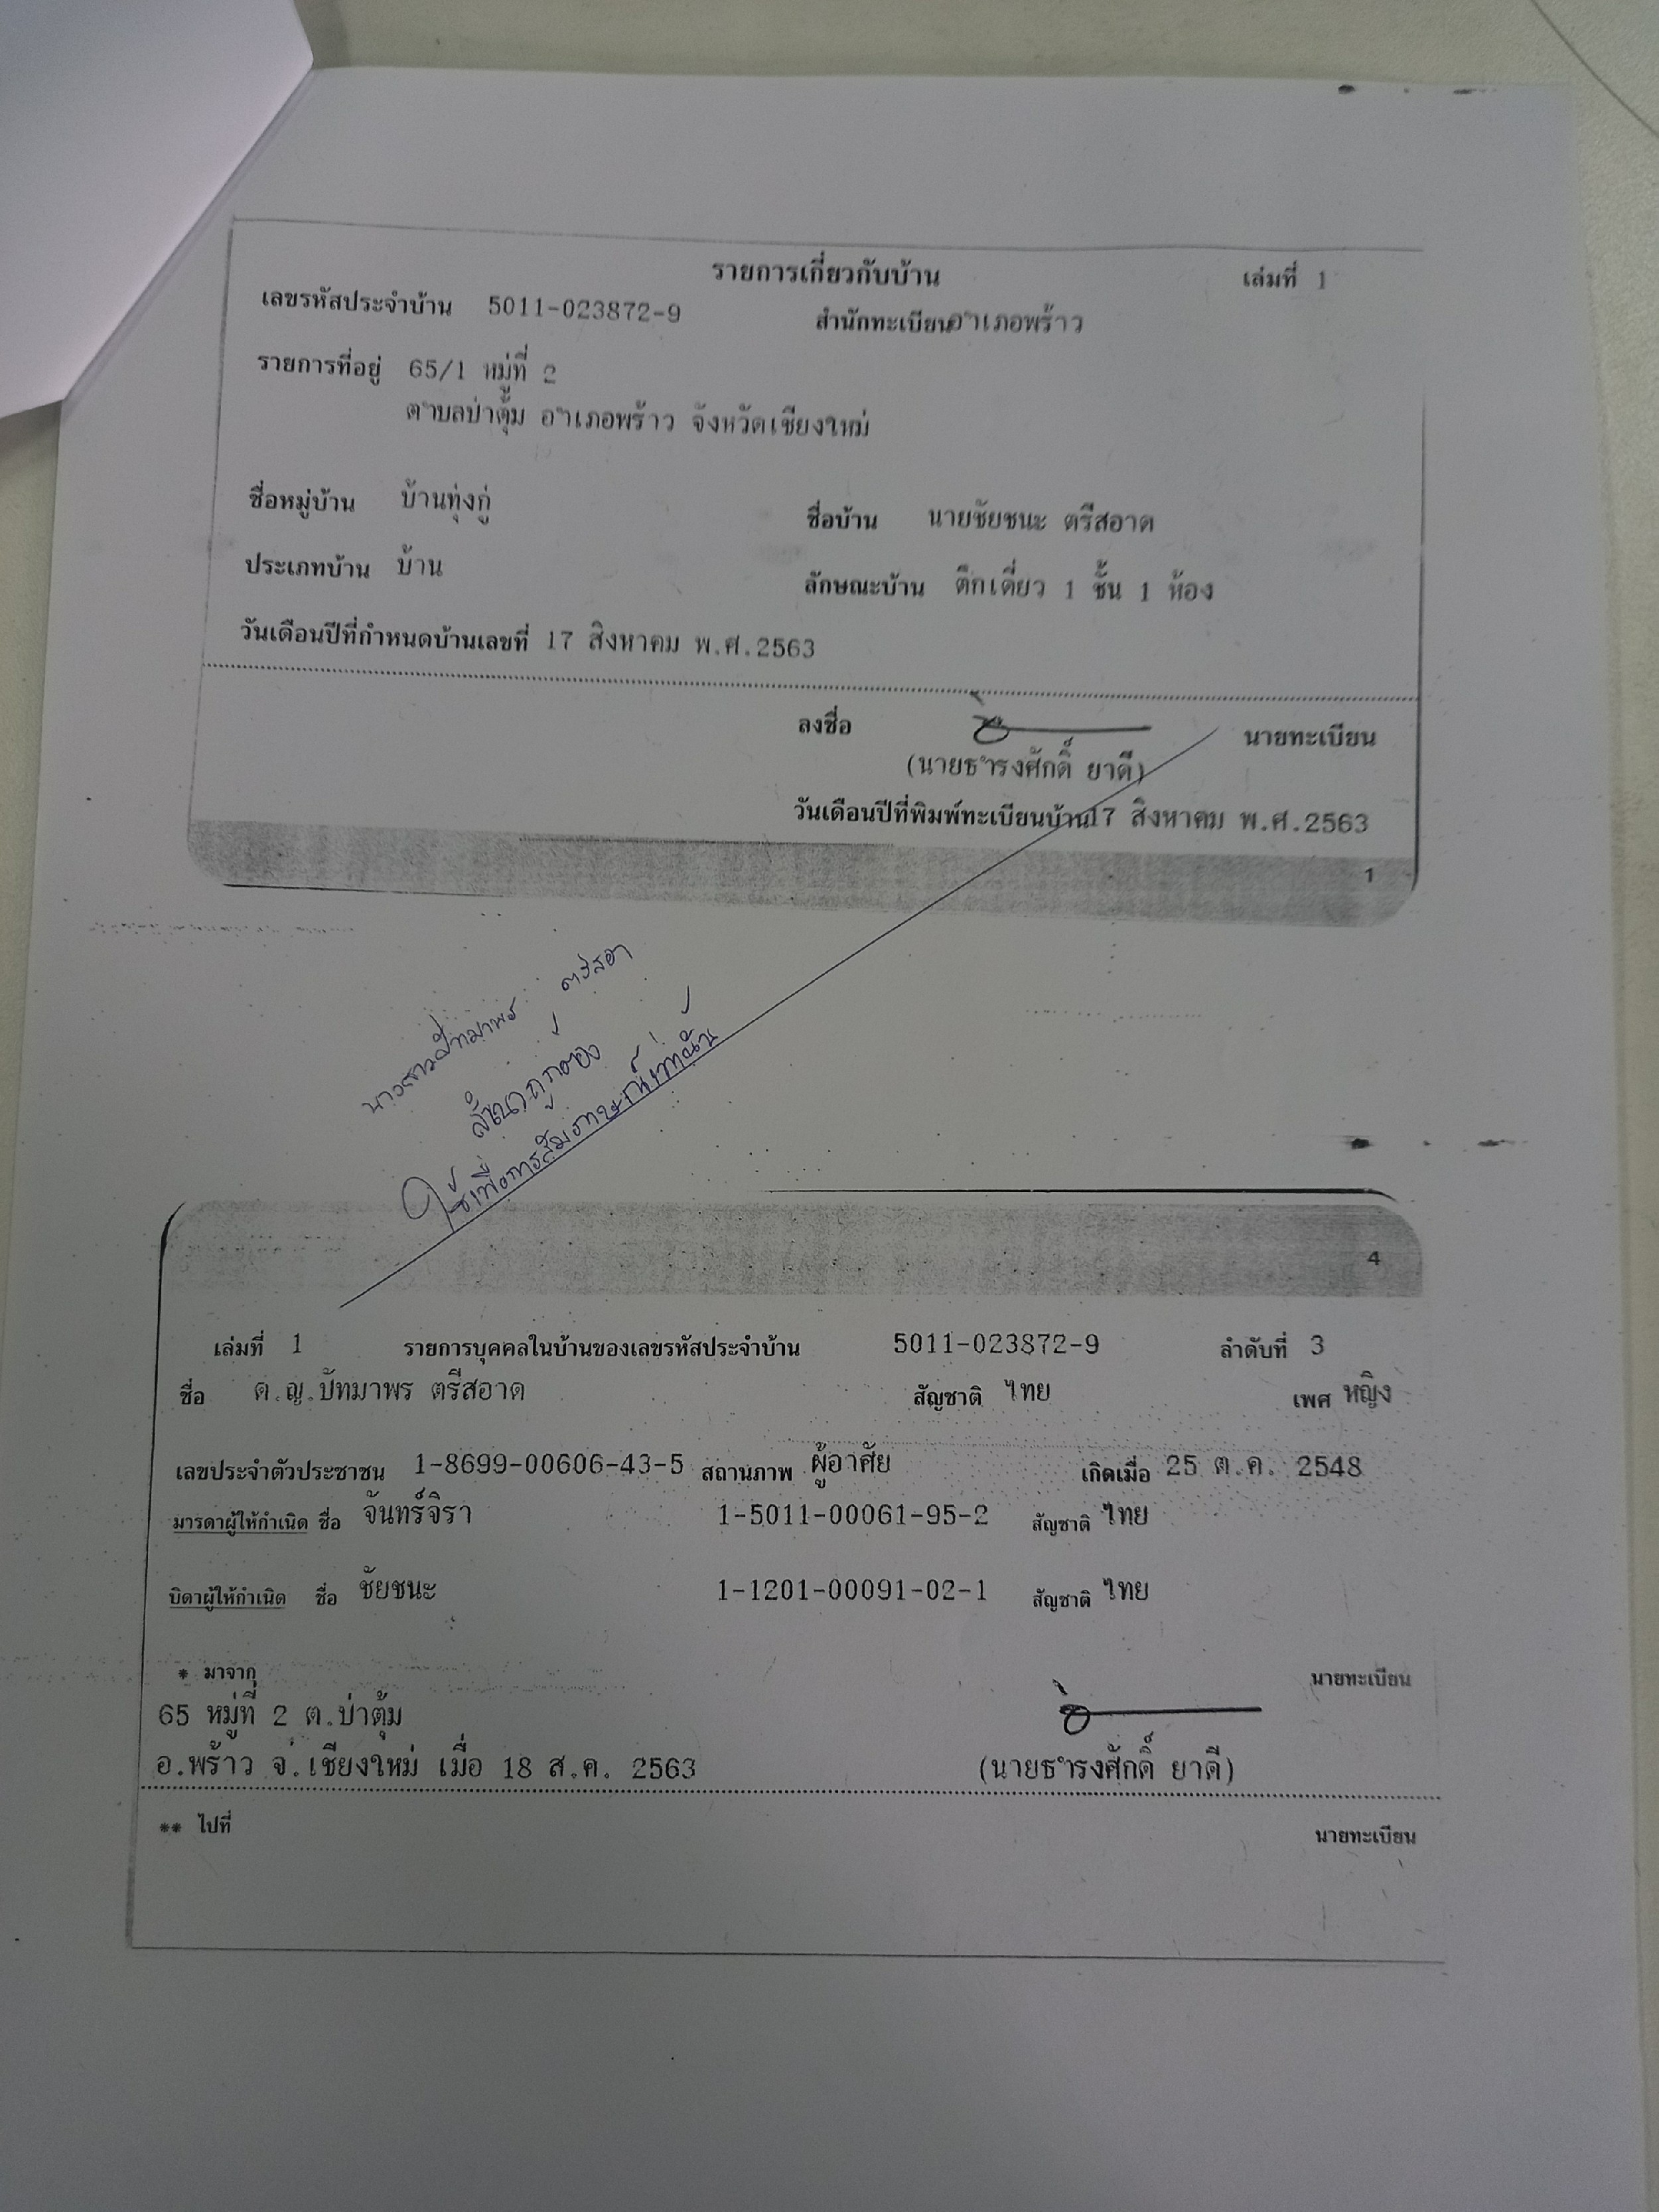 รายการเกี่ยวกับบ้าน เล่มที่ 1
เลขรหัสประจำบ้าน 5011-023872-9 สำนักทะเบียน อำเภอพร้าว
รายการที่อยู่ 65/1 หมู่ที่ 2
ตำบลป่าตุ้ม อำเภอพร้าว จังหวัดเชียงใหม่
ชื่อหมู่บ้าน บ้านทุ่งกู่ ชื่อบ้าน นายชัยชนะ ตรีสอาด
ประเภทบ้าน บ้าน ลักษณะบ้าน ตึกเดี่ยว 1 ชั้น 1 ห้อง
วันเดือนปีที่กำหนดบ้านเลขที่ 17 สิงหาคม พ.ศ.2563
ลงชื่อ นายทะเบียน
(นายธำรงศักดิ์ ยาดี)
วันเดือนปีที่พิมพ์ทะเบียนบ้าน 17 สิงหาคม พ.ศ.2563
1
นางสาวปัทมาพร ตรีสอา
สำเนาถูกต้อง
ใช้เพื่อการสัมภาษณ์เท่านั้น
4
เล่มที่ 1 รายการบุคคลในบ้านของเลขรหัสประจำบ้าน 5011-023872-9 ลำดับที่ 3
ชื่อ ด.ญ.ปัทมาพร ตรีสอาด สัญชาติ ไทย เพศ หญิง
เลขประจำตัวประชาชน 1-8699-00606-43-5 สถานภาพ ผู้อาศัย เกิดเมื่อ 25 ต.ค. 2548
มารดาผู้ให้กำเนิด ชื่อ จันทร์จิรา 1-5011-00061-95-2 สัญชาติ ไทย
บิดาผู้ให้กำเนิด ชื่อ ชัยชนะ 1-1201-00091-02-1 สัญชาติ ไทย
* มาจาก นายทะเบียน
65 หมู่ที่ 2 ต.ป่าตุ้ม
อ.พร้าว จ.เชียงใหม่ เมื่อ 18 ส.ค. 2563 (นายธำรงศักดิ์ ยาดี)
** ไปที่ นายทะเบียน